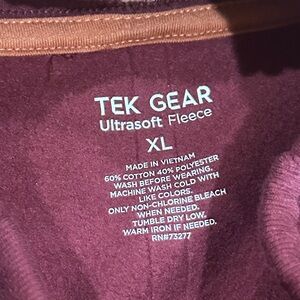 TEK GEAR
Ultrasoft Fleece
XL
MADE IN VIETNAM
60% COTTON 40% POLYESTER
WASH BEFORE WEARING.
MACHINE WASH COLD WITH
LIKE COLORS.
ONLY NON-CHLORINE BLEACH
WHEN NEEDED.
TUMBLE DRY LOW.
WARM IRON IF NEEDED.
RN#73277